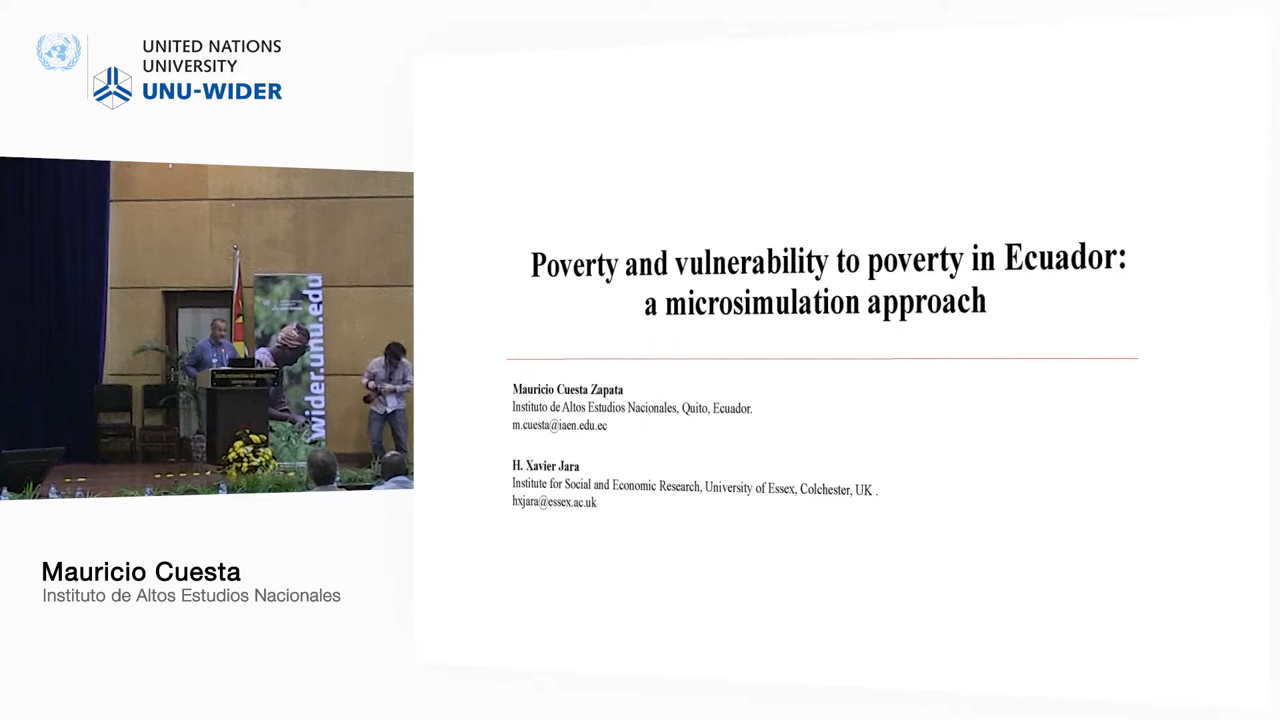 UNITED NATIONS
UNIVERSITY
UNU-WIDER
wider.unu.edu
Mauricio Cuesta
Instituto de Altos Estudios Nacionales
Poverty and vulnerability to poverty in Ecuador:
a microsimulation approach
Mauricio Cuesta Zapata
Instituto de Altos Estudios Nacionales, Quito, Ecuador.
m.cuesta@iaen.edu.ec
H. Xavier Jara
Institute for Social and Economic Research, University of Essex, Colchester, UK .
hxjara@essex.ac.uk